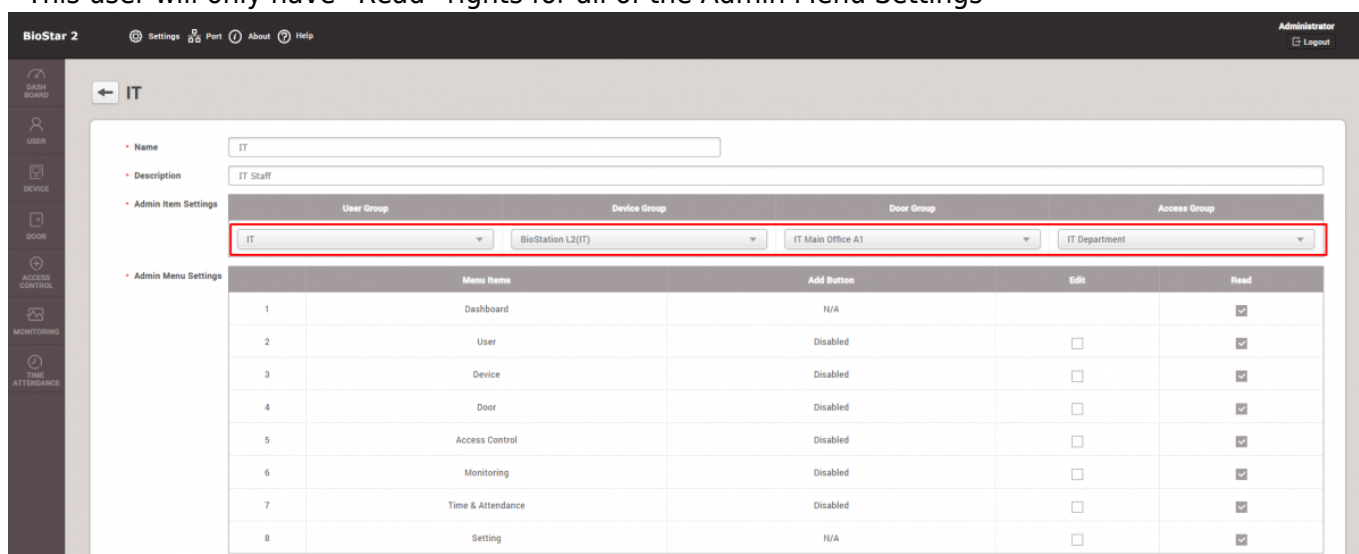 This user will only have "Read" rights for all of the Admin Menu Settings
BioStar 2 Settings Port About Help Administrator
Logout
DASH
BOARD
IT
USER
Name IT
DEVICE
Description IT Staff
Admin Item Settings User Group Device Group Door Group Access Group
DOOR
IT BioStation L2(IT) IT Main Office A1 IT Department
ACCESS
CONTROL
Admin Menu Settings Menu Items Add Button Edit Read
1 Dashboard N/A
MONITORING
2 User Disabled
TIME
ATTENDANCE
3 Device Disabled
4 Door Disabled
5 Access Control Disabled
6 Monitoring Disabled
7 Time & Attendance Disabled
8 Setting N/A